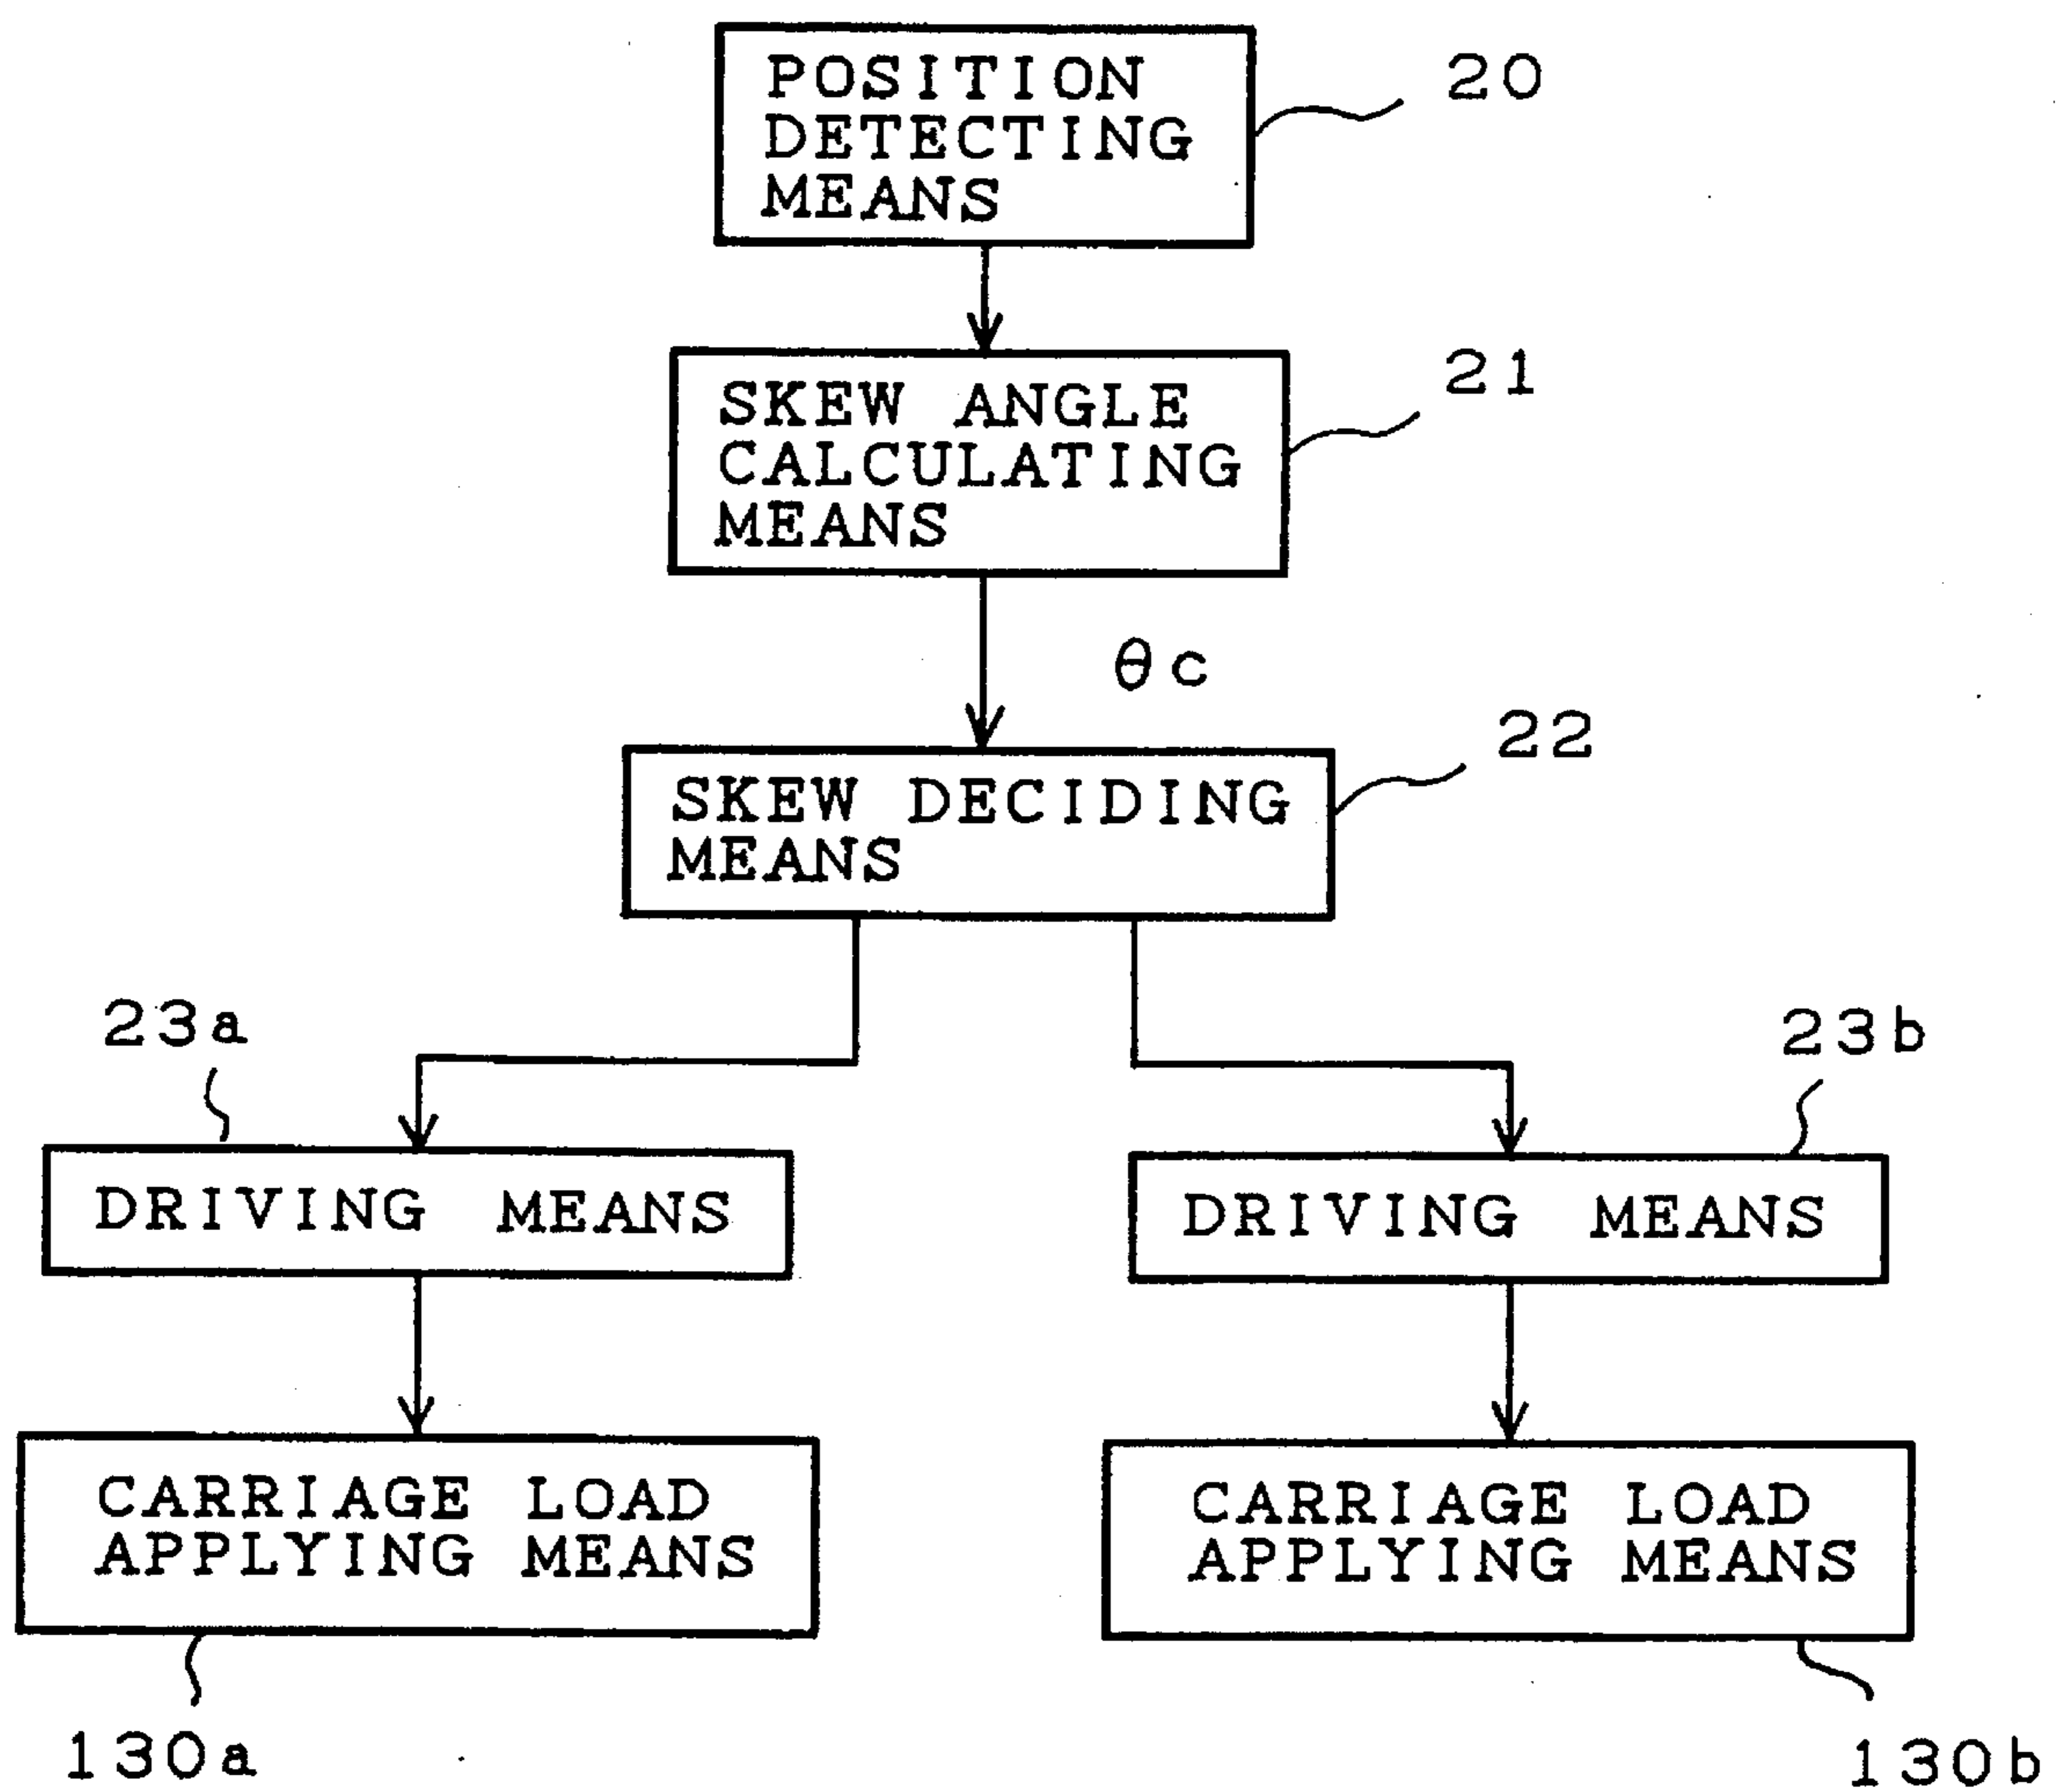 POSITION
DETECTING
MEANS
20
SKEW ANGLE
CALCULATING
MEANS
21
θc
SKEW DECIDING
MEANS
22
23a
23b
DRIVING MEANS
DRIVING MEANS
CARRIAGE LOAD
APPLYING MEANS
CARRIAGE LOAD
APPLYING MEANS
130a
130b